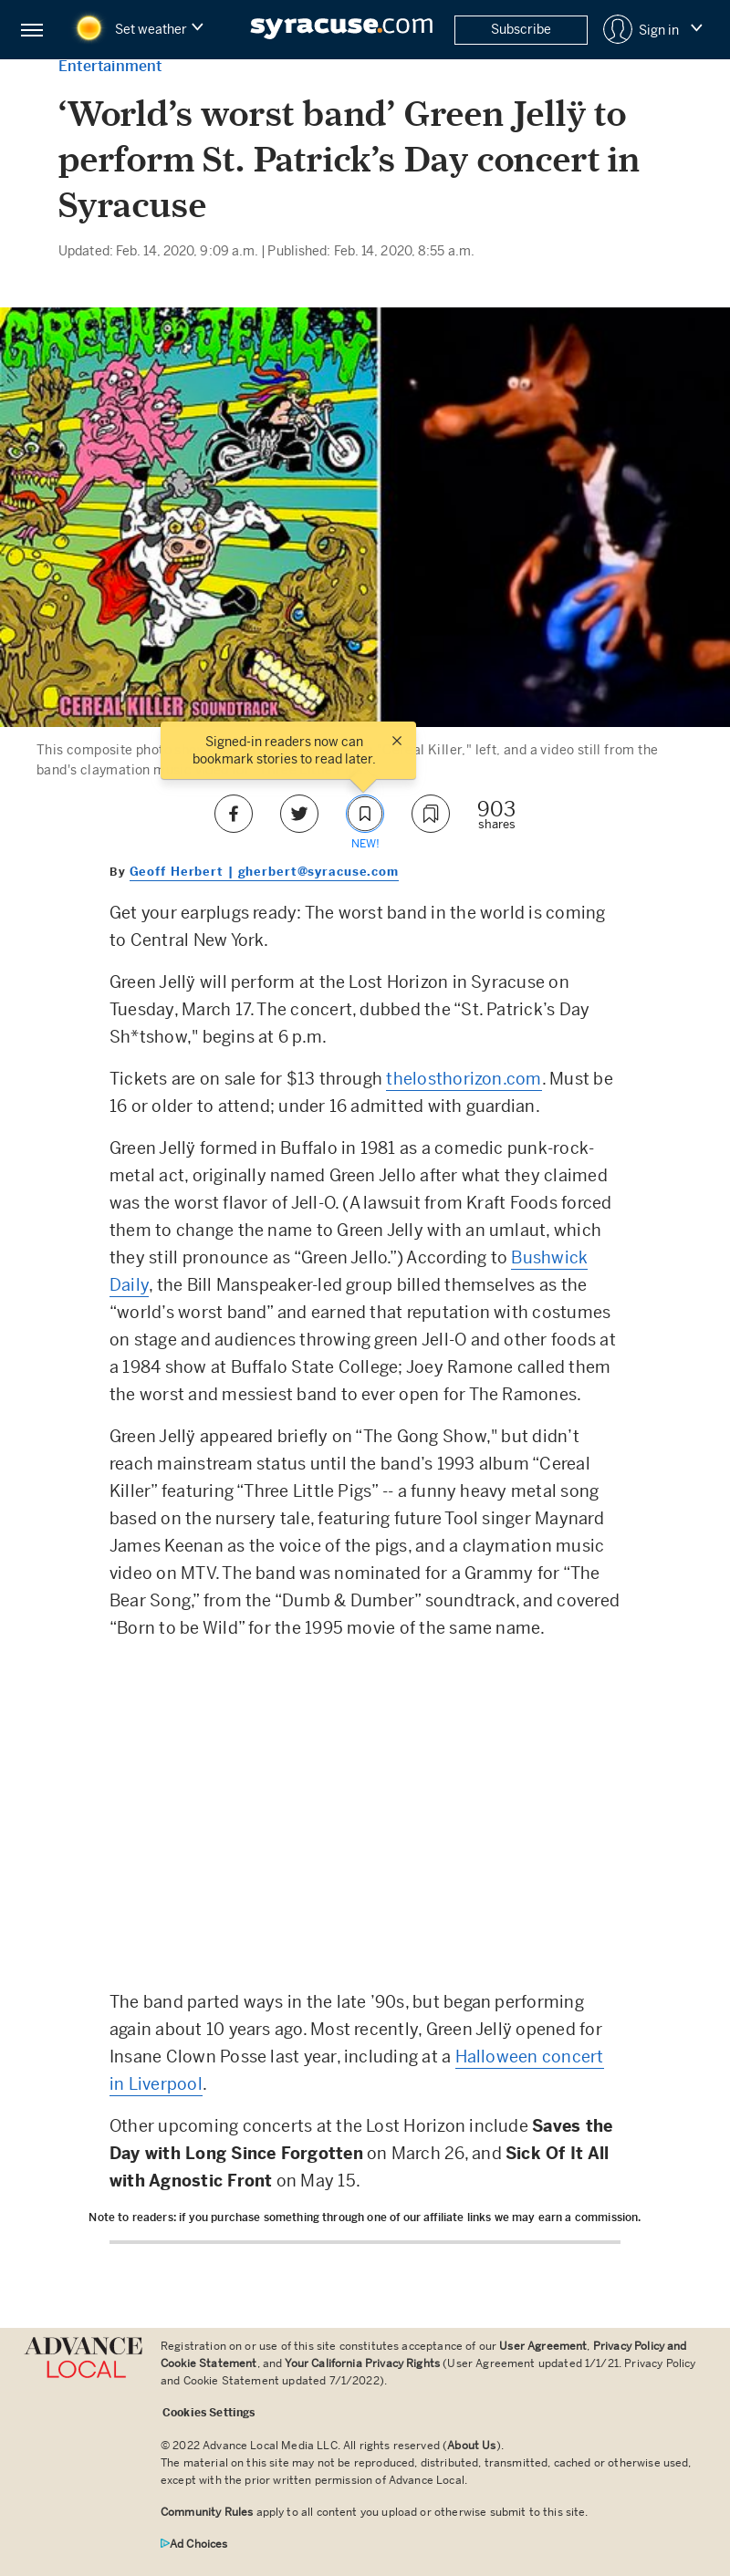 Set weather
syracuse.com
Subscribe
Sign in
Entertainment
‘World’s worst band’ Green Jellÿ to
perform St. Patrick’s Day concert in
Syracuse
Updated: Feb. 14, 2020, 9:09 a.m. | Published: Feb. 14, 2020, 8:55 a.m.
GREEN JELLŸ
CEREAL KILLER SOUNDTRACK
This composite phot
al Killer," left, and a video still from the
band's claymation m
Signed-in readers now can
bookmark stories to read later.
903
shares
NEW!
By Geoff Herbert | gherbert@syracuse.com
Get your earplugs ready: The worst band in the world is coming
to Central New York.
Green Jellÿ will perform at the Lost Horizon in Syracuse on
Tuesday, March 17. The concert, dubbed the “St. Patrick’s Day
Sh*tshow," begins at 6 p.m.
Tickets are on sale for $13 through thelosthorizon.com. Must be
16 or older to attend; under 16 admitted with guardian.
Green Jellÿ formed in Buffalo in 1981 as a comedic punk-rock-
metal act, originally named Green Jello after what they claimed
was the worst flavor of Jell-O. (A lawsuit from Kraft Foods forced
them to change the name to Green Jelly with an umlaut, which
they still pronounce as “Green Jello.”) According to Bushwick
Daily, the Bill Manspeaker-led group billed themselves as the
“world’s worst band” and earned that reputation with costumes
on stage and audiences throwing green Jell-O and other foods at
a 1984 show at Buffalo State College; Joey Ramone called them
the worst and messiest band to ever open for The Ramones.
Green Jellÿ appeared briefly on “The Gong Show," but didn’t
reach mainstream status until the band’s 1993 album “Cereal
Killer” featuring “Three Little Pigs” -- a funny heavy metal song
based on the nursery tale, featuring future Tool singer Maynard
James Keenan as the voice of the pigs, and a claymation music
video on MTV. The band was nominated for a Grammy for “The
Bear Song,” from the “Dumb & Dumber” soundtrack, and covered
“Born to be Wild” for the 1995 movie of the same name.
The band parted ways in the late ’90s, but began performing
again about 10 years ago. Most recently, Green Jellÿ opened for
Insane Clown Posse last year, including at a Halloween concert
in Liverpool.
Other upcoming concerts at the Lost Horizon include Saves the
Day with Long Since Forgotten on March 26, and Sick Of It All
with Agnostic Front on May 15.
Note to readers: if you purchase something through one of our affiliate links we may earn a commission.
ADVANCE
LOCAL
Registration on or use of this site constitutes acceptance of our User Agreement, Privacy Policy and
Cookie Statement, and Your California Privacy Rights (User Agreement updated 1/1/21. Privacy Policy
and Cookie Statement updated 7/1/2022).
Cookies Settings
© 2022 Advance Local Media LLC. All rights reserved (About Us).
The material on this site may not be reproduced, distributed, transmitted, cached or otherwise used,
except with the prior written permission of Advance Local.
Community Rules apply to all content you upload or otherwise submit to this site.
Ad Choices